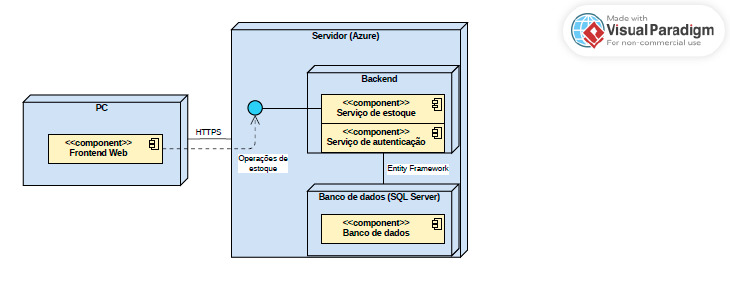 Made with
Visual Paradigm
For non-commercial use
Servidor (Azure)
Backend
<<component>>
Serviço de estoque
<<component>>
Serviço de autenticação
PC
<<component>>
Frontend Web
HTTPS
Operações de
estoque
Entity Framework
Banco de dados (SQL Server)
<<component>>
Banco de dados